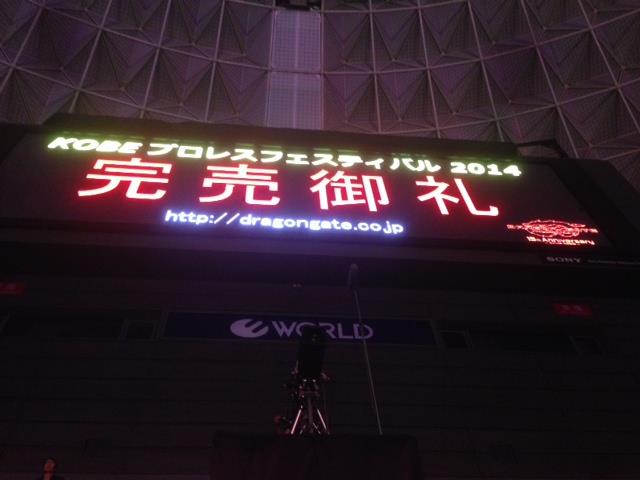 KOBE プロレスフェスティバル 2014
完売御礼
http://dragongate.co.jp
Anniversary
SONY
WORLD